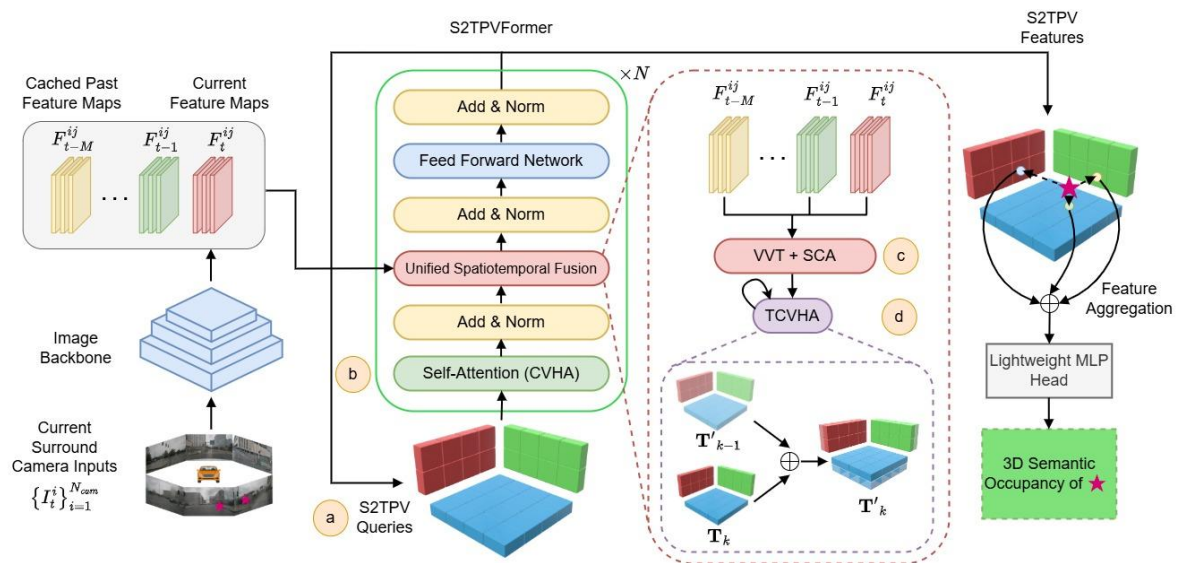 S2TPVFormer
S2TPV
Features
Cached Past
Feature Maps
Current
Feature Maps
F_{t-M}^{ij}
...
F_{t-1}^{ij}
F_t^{ij}
Image
Backbone
Current
Surround
Camera Inputs
{I_t^i}_{i=1}^{N_{cam}}
×N
Add & Norm
Feed Forward Network
Add & Norm
Unified Spatiotemporal Fusion
Add & Norm
b
Self-Attention (CVHA)
a
S2TPV
Queries
F_{t-M}^{ij}
...
F_{t-1}^{ij}
F_t^{ij}
VVT + SCA
c
TCVHA
d
T'_{k-1}
T_k
T'_k
Feature
Aggregation
Lightweight MLP
Head
3D Semantic
Occupancy of